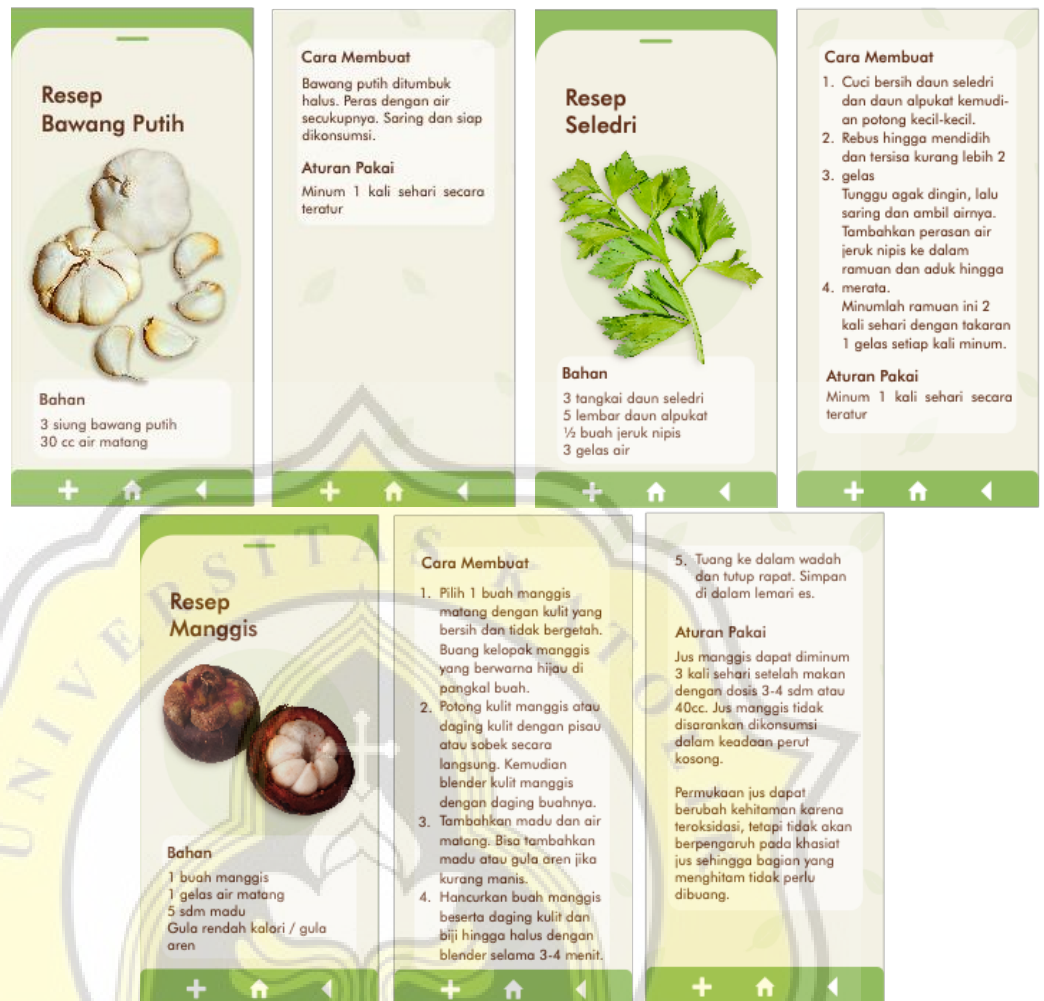 Resep
Bawang Putih
Bahan
3 siung bawang putih
30 cc air matang
Cara Membuat
Bawang putih ditumbuk
halus. Peras dengan air
secukupnya. Saring dan siap
dikonsumsi.
Aturan Pakai
Minum 1 kali sehari secara
teratur
Resep
Seledri
Bahan
3 tangkai daun seledri
5 lembar daun alpukat
½ buah jeruk nipis
3 gelas air
Cara Membuat
1. Cuci bersih daun seledri
dan daun alpukat kemudi-
an potong kecil-kecil.
2. Rebus hingga mendidih
dan tersisa kurang lebih 2
3. gelas
Tunggu agak dingin, lalu
saring dan ambil airnya.
Tambahkan perasan air
jeruk nipis ke dalam
ramuan dan aduk hingga
4. merata.
Minumlah ramuan ini 2
kali sehari dengan takaran
1 gelas setiap kali minum.
Aturan Pakai
Minum 1 kali sehari secara
teratur
Resep
Manggis
Bahan
1 buah manggis
1 gelas air matang
5 sdm madu
Gula rendah kalori / gula
aren
Cara Membuat
1. Pilih 1 buah manggis
matang dengan kulit yang
bersih dan tidak bergetah.
Buang kelopak manggis
yang berwarna hijau di
pangkal buah.
2. Potong kulit manggis atau
daging kulit dengan pisau
atau sobek secara
langsung. Kemudian
blender kulit manggis
dengan daging buahnya.
3. Tambahkan madu dan air
matang. Bisa tambahkan
madu atau gula aren jika
kurang manis.
4. Hancurkan buah manggis
beserta daging kulit dan
biji hingga halus dengan
blender selama 3-4 menit.
5. Tuang ke dalam wadah
dan tutup rapat. Simpan
di dalam lemari es.
Aturan Pakai
Jus manggis dapat diminum
3 kali sehari setelah makan
dengan dosis 3-4 sdm atau
40cc. Jus manggis tidak
disarankan dikonsumsi
dalam keadaan perut
kosong.
Permukaan jus dapat
berubah kehitaman karena
teroksidasi, tetapi tidak akan
berpengaruh pada khasiat
jus sehingga bagian yang
menghitam tidak perlu
dibuang.
UNIVERSITAS KATOL